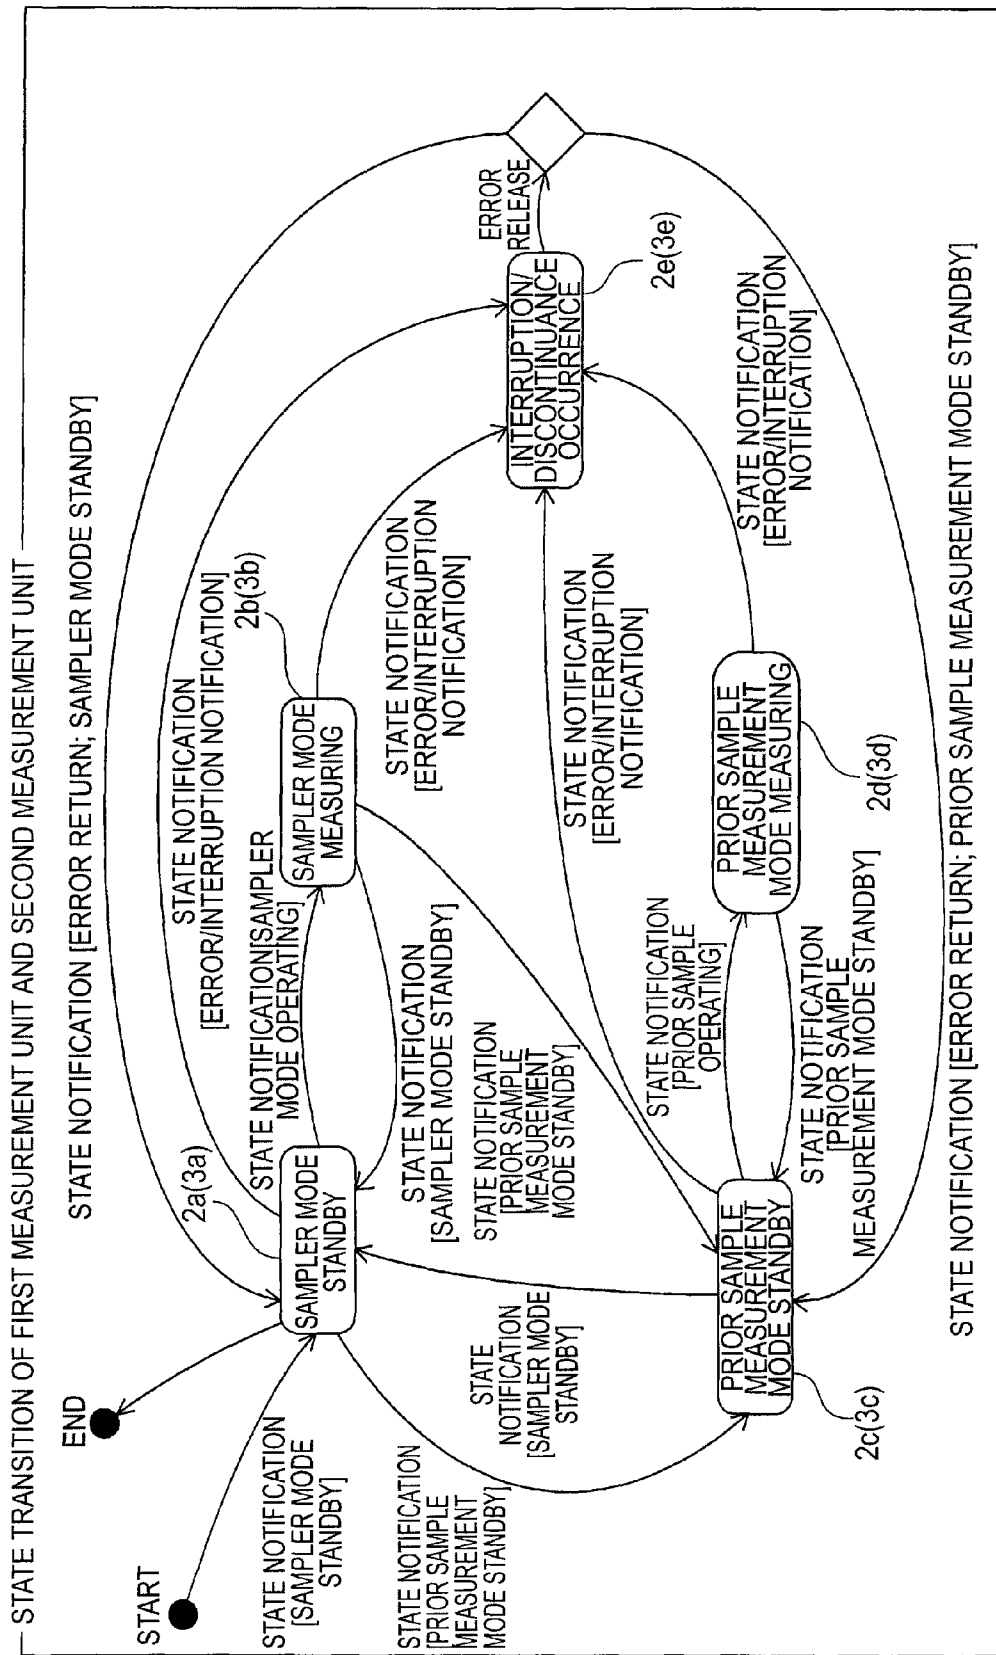 STATE TRANSITION OF FIRST MEASUREMENT UNIT AND SECOND MEASUREMENT UNIT
STATE NOTIFICATION [ERROR RETURN; SAMPLER MODE STANDBY]
START
END
STATE NOTIFICATION
[SAMPLER MODE
STANDBY]
2a(3a)
SAMPLER MODE
STANDBY
STATE NOTIFICATION
[ERROR/INTERRUPTION NOTIFICATION]
STATE NOTIFICATION[SAMPLER
MODE OPERATING]
2b(3b)
SAMPLER MODE
MEASURING
STATE NOTIFICATION
[SAMPLER MODE STANDBY]
STATE NOTIFICATION
[ERROR/INTERRUPTION
NOTIFICATION]
ERROR
RELEASE
INTERRUPTION/
DISCONTINUANCE
OCCURRENCE
2e(3e)
STATE NOTIFICATION
[PRIOR SAMPLE
MEASUREMENT
MODE STANDBY]
STATE
NOTIFICATION
[SAMPLER MODE
STANDBY]
STATE NOTIFICATION
[PRIOR SAMPLE
MEASUREMENT
MODE STANDBY]
STATE NOTIFICATION
[ERROR/INTERRUPTION
NOTIFICATION]
STATE NOTIFICATION
[PRIOR SAMPLE
OPERATING]
PRIOR SAMPLE
MEASUREMENT
MODE STANDBY
2c(3c)
PRIOR SAMPLE
MEASUREMENT
MODE MEASURING
2d(3d)
STATE NOTIFICATION
[PRIOR SAMPLE
MEASUREMENT MODE STANDBY]
STATE NOTIFICATION
[ERROR/INTERRUPTION
NOTIFICATION]
STATE NOTIFICATION [ERROR RETURN; PRIOR SAMPLE MEASUREMENT MODE STANDBY]